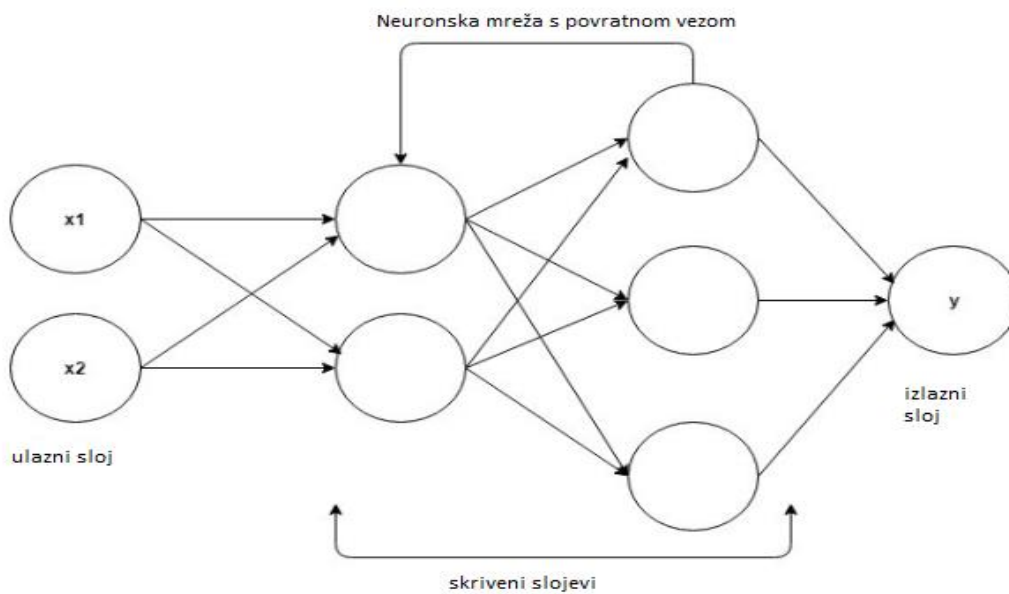 Neuronska mreža s povratnom vezom
x1
x2
y
ulazni sloj
izlazni
sloj
skriveni slojevi